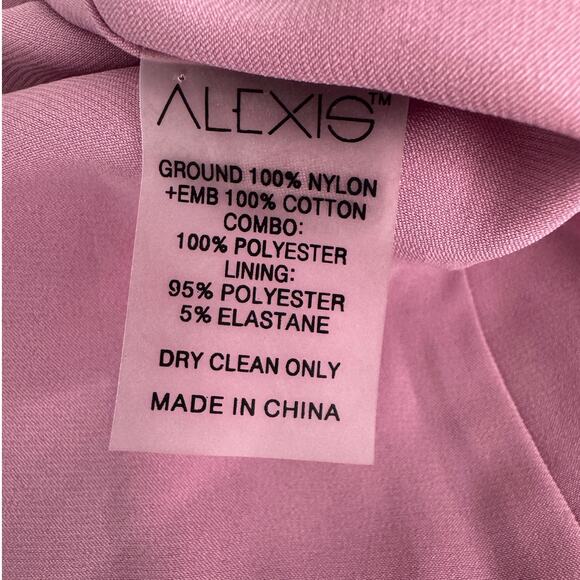 ALEXIS™
GROUND 100% NYLON
+EMB 100% COTTON
COMBO:
100% POLYESTER
LINING:
95% POLYESTER
5% ELASTANE
DRY CLEAN ONLY
MADE IN CHINA